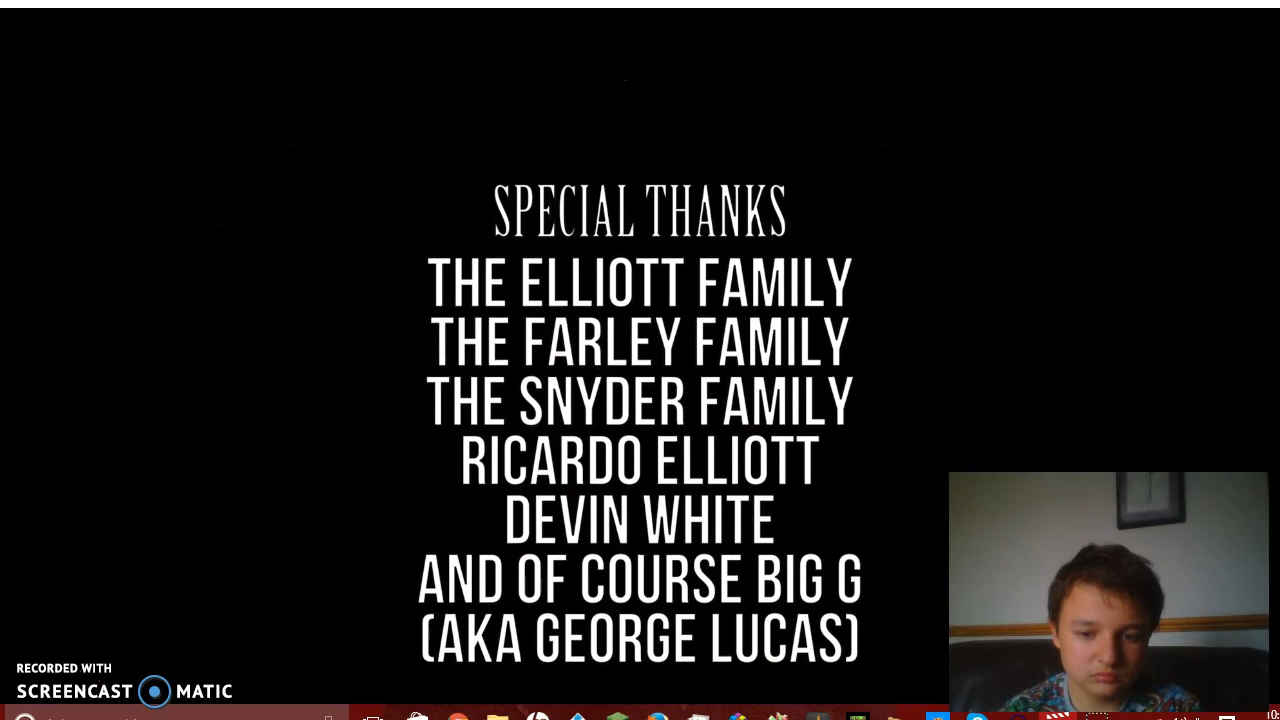 SPECIAL THANKS
THE ELLIOTT FAMILY
THE FARLEY FAMILY
THE SNYDER FAMILY
RICARDO ELLIOTT
DEVIN WHITE
AND OF COURSE BIG G
(AKA GEORGE LUCAS)
RECORDED WITH
SCREENCAST MATIC